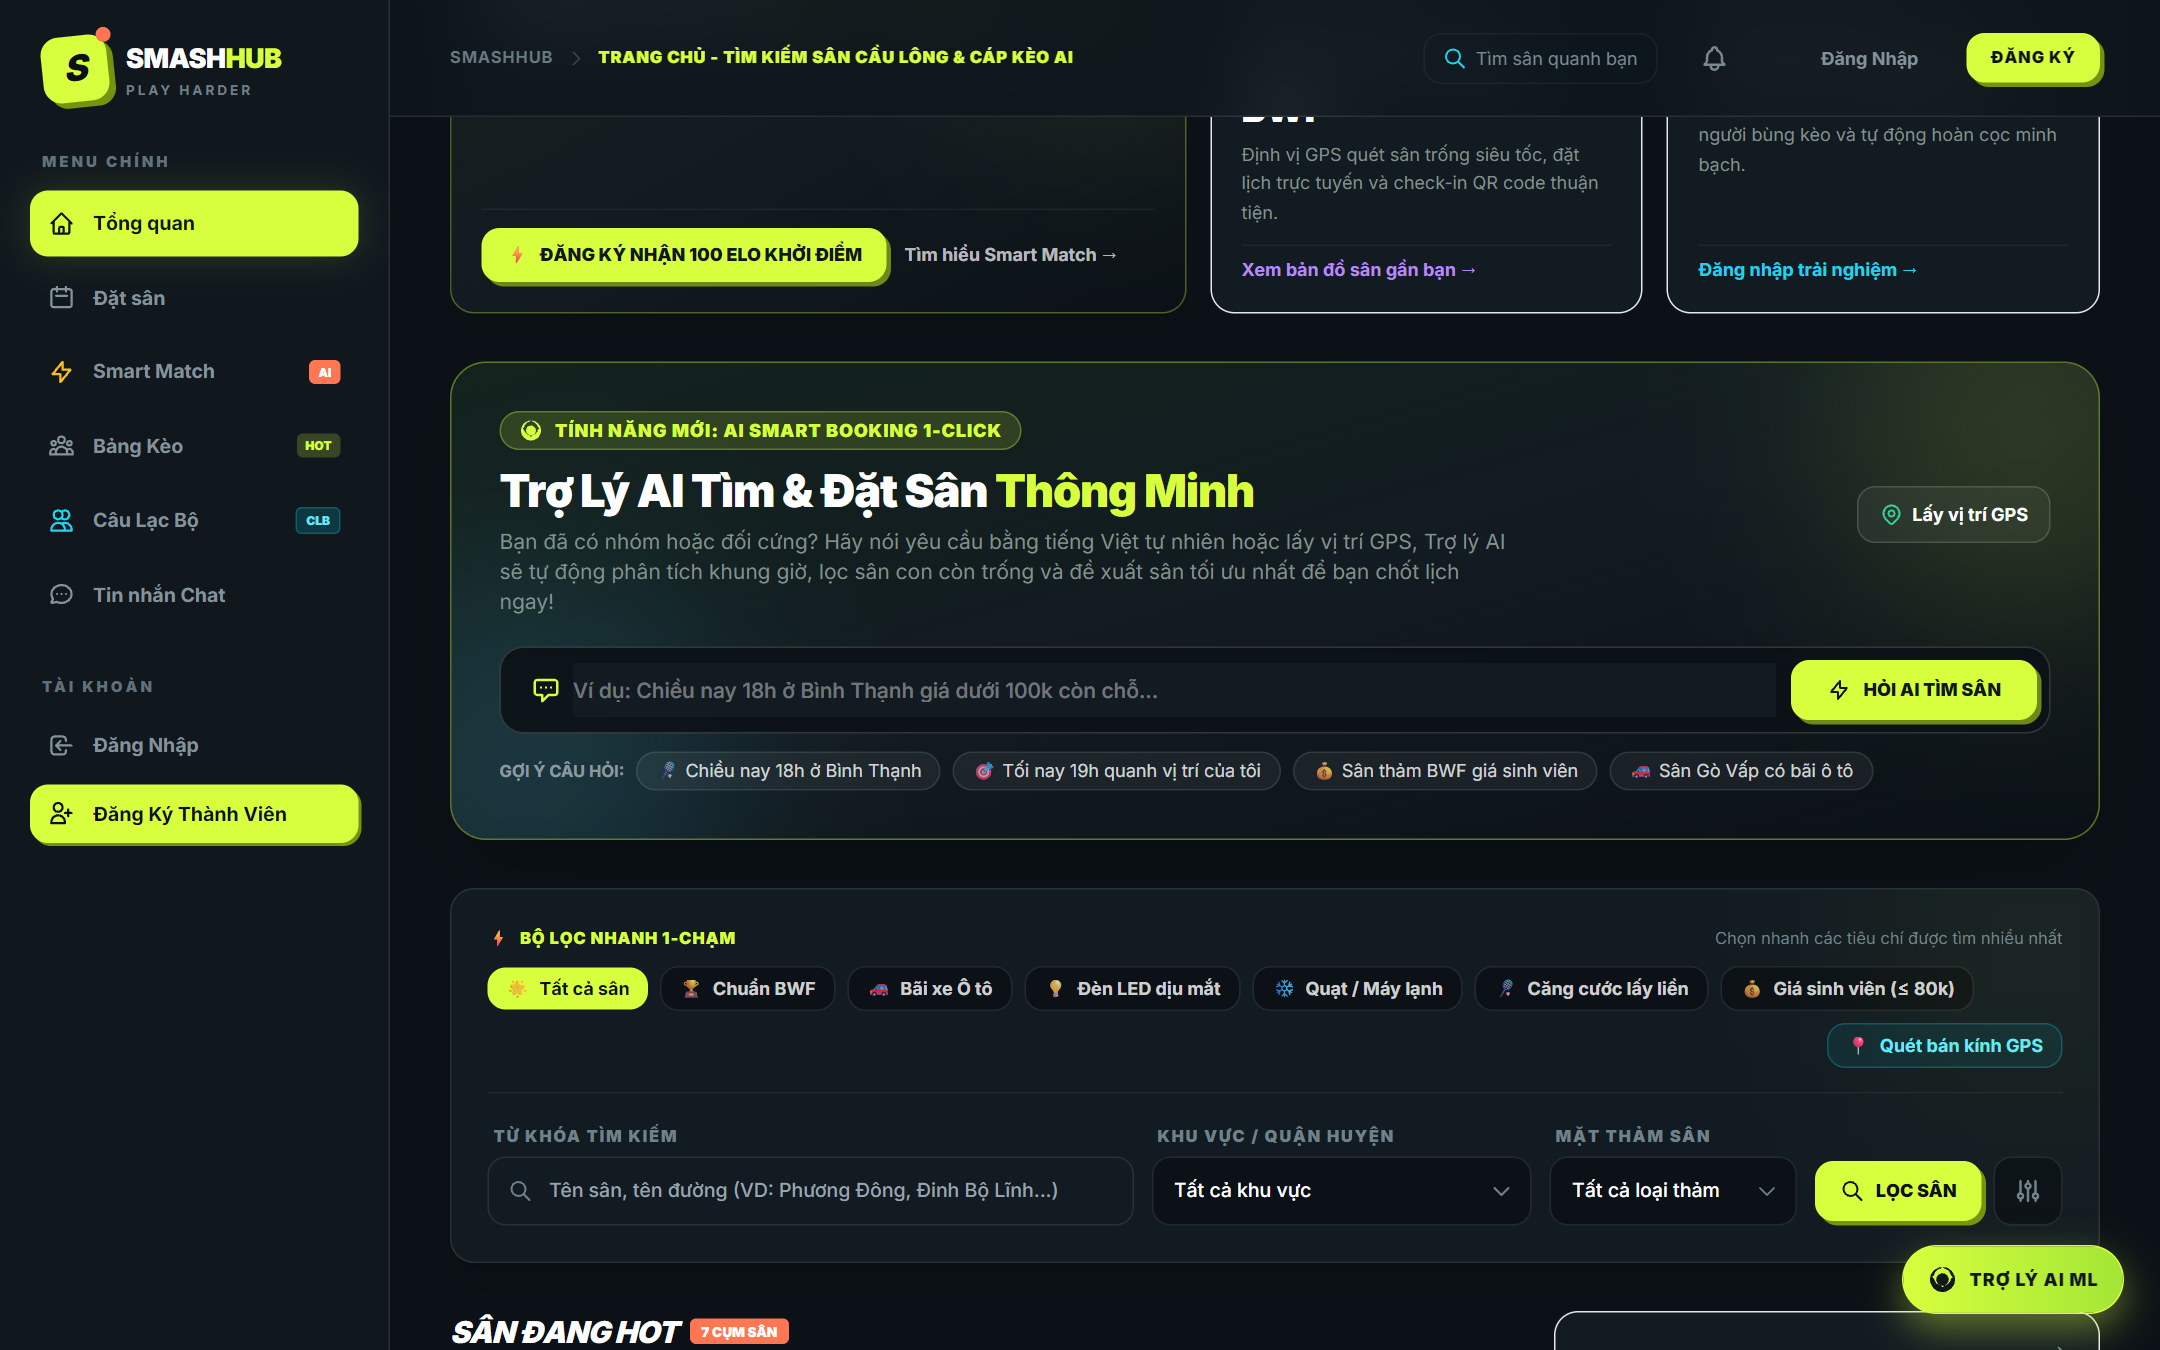 S
SMASHHUB
PLAY HARDER
MENU CHÍNH
Tổng quan
Đặt sân
Smart Match
AI
Bảng Kèo
HOT
Câu Lạc Bộ
CLB
Tin nhắn Chat
TÀI KHOẢN
Đăng Nhập
Đăng Ký Thành Viên
SMASHHUB
TRANG CHỦ - TÌM KIẾM SÂN CẦU LÔNG & CÁP KÈO AI
Tìm sân quanh bạn
Đăng Nhập
ĐĂNG KÝ
ĐĂNG KÝ NHẬN 100 ELO KHỞI ĐIỂM
Tìm hiểu Smart Match →
BWF
Định vị GPS quét sân trống siêu tốc, đặt
lịch trực tuyến và check-in QR code thuận
tiện.
Xem bản đồ sân gần bạn →
người bùng kèo và tự động hoàn cọc minh
bạch.
Đăng nhập trải nghiệm →
TÍNH NĂNG MỚI: AI SMART BOOKING 1-CLICK
Trợ Lý AI Tìm & Đặt Sân Thông Minh
Bạn đã có nhóm hoặc đối cứng? Hãy nói yêu cầu bằng tiếng Việt tự nhiên hoặc lấy vị trí GPS, Trợ lý AI
sẽ tự động phân tích khung giờ, lọc sân con còn trống và đề xuất sân tối ưu nhất để bạn chốt lịch
ngay!
Lấy vị trí GPS
Ví dụ: Chiều nay 18h ở Bình Thạnh giá dưới 100k còn chỗ...
HỎI AI TÌM SÂN
GỢI Ý CÂU HỎI:
Chiều nay 18h ở Bình Thạnh
Tối nay 19h quanh vị trí của tôi
Sân thảm BWF giá sinh viên
Sân Gò Vấp có bãi ô tô
BỘ LỌC NHANH 1-CHẠM
Chọn nhanh các tiêu chí được tìm nhiều nhất
Tất cả sân
Chuẩn BWF
Bãi xe Ô tô
Đèn LED dịu mắt
Quạt / Máy lạnh
Căng cước lấy liền
Giá sinh viên (≤ 80k)
Quét bán kính GPS
TỪ KHÓA TÌM KIẾM
KHU VỰC / QUẬN HUYỆN
MẶT THẢM SÂN
Tên sân, tên đường (VD: Phương Đông, Đinh Bộ Lĩnh...)
Tất cả khu vực
Tất cả loại thảm
LỌC SÂN
TRỢ LÝ AI ML
SÂN ĐANG HOT
7 CỤM SÂN